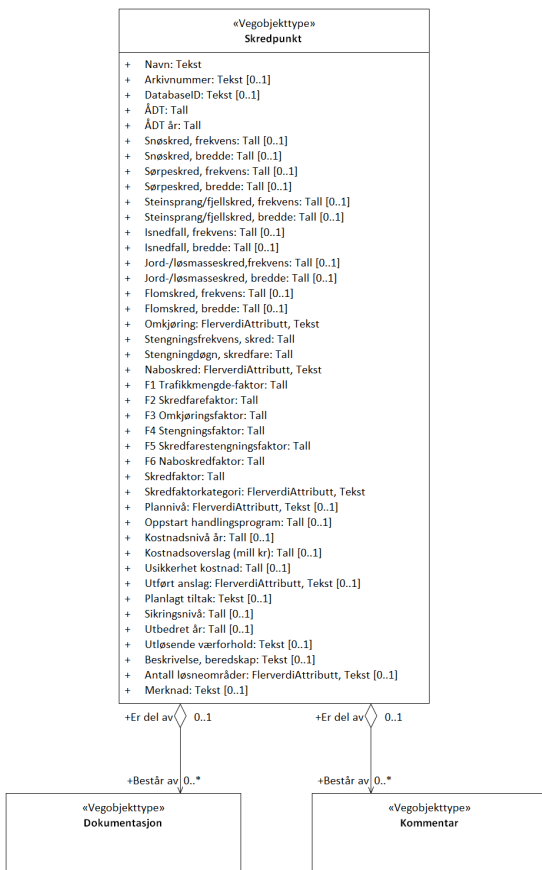 «Vegobjekttype»
Skredpunkt
+ Navn: Tekst
+ Arkivnummer: Tekst [0..1]
+ DatabaseID: Tekst [0..1]
+ ÅDT: Tall
+ ÅDT år: Tall
+ Snøskred, frekvens: Tall [0..1]
+ Snøskred, bredde: Tall [0..1]
+ Sørpeskred, frekvens: Tall [0..1]
+ Sørpeskred, bredde: Tall [0..1]
+ Steinsprang/fjellskred, frekvens: Tall [0..1]
+ Steinsprang/fjellskred, bredde: Tall [0..1]
+ Isnedfall, frekvens: Tall [0..1]
+ Isnedfall, bredde: Tall [0..1]
+ Jord-/løsmasseskred,frekvens: Tall [0..1]
+ Jord-/løsmasseskred, bredde: Tall [0..1]
+ Flomskred, frekvens: Tall [0..1]
+ Flomskred, bredde: Tall [0..1]
+ Omkjøring: FlerverdiAttributt, Tekst
+ Stengningsfrekvens, skred: Tall
+ Stengningdøgn, skredfare: Tall
+ Naboskred: FlerverdiAttributt, Tekst
+ F1 Trafikkmengde-faktor: Tall
+ F2 Skredfarefaktor: Tall
+ F3 Omkjøringsfaktor: Tall
+ F4 Stengningsfaktor: Tall
+ F5 Skredfarestengningsfaktor: Tall
+ F6 Naboskredfaktor: Tall
+ Skredfaktor: Tall
+ Skredfaktorkategori: FlerverdiAttributt, Tekst
+ Plannivå: FlerverdiAttributt, Tekst [0..1]
+ Oppstart handlingsprogram: Tall [0..1]
+ Kostnadsnivå år: Tall [0..1]
+ Kostnadsoverslag (mill kr): Tall [0..1]
+ Usikkerhet kostnad: Tall [0..1]
+ Utført anslag: FlerverdiAttributt, Tekst [0..1]
+ Planlagt tiltak: Tekst [0..1]
+ Sikringsnivå: Tall [0..1]
+ Utbedret år: Tall [0..1]
+ Utløsende værforhold: Tekst [0..1]
+ Beskrivelse, beredskap: Tekst [0..1]
+ Antall løsneområder: FlerverdiAttributt, Tekst [0..1]
+ Merknad: Tekst [0..1]
+Er del av 0..1 +Er del av 0..1
+Består av 0..* +Består av 0..*
«Vegobjekttype» «Vegobjekttype»
Dokumentasjon Kommentar